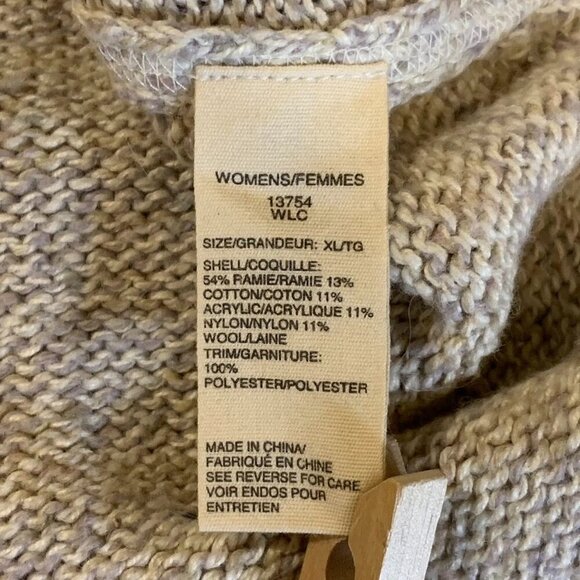 WOMENS/FEMMES
13754
WLC
SIZE/GRANDEUR: XL/TG
SHELL/COQUILLE:
54% RAMIE/RAMIE 13%
COTTON/COTON 11%
ACRYLIC/ACRYLIQUE 11%
NYLON/NYLON 11%
WOOL/LAINE
TRIM/GARNITURE:
100%
POLYESTER/POLYESTER
MADE IN CHINA/
FABRIQUÉ EN CHINE
SEE REVERSE FOR CARE
VOIR ENDOS POUR
ENTRETIEN